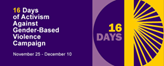 16 Days
of Activism
Against
Gender-Based
Violence
Campaign
November 25 - December 10
16
DAYS